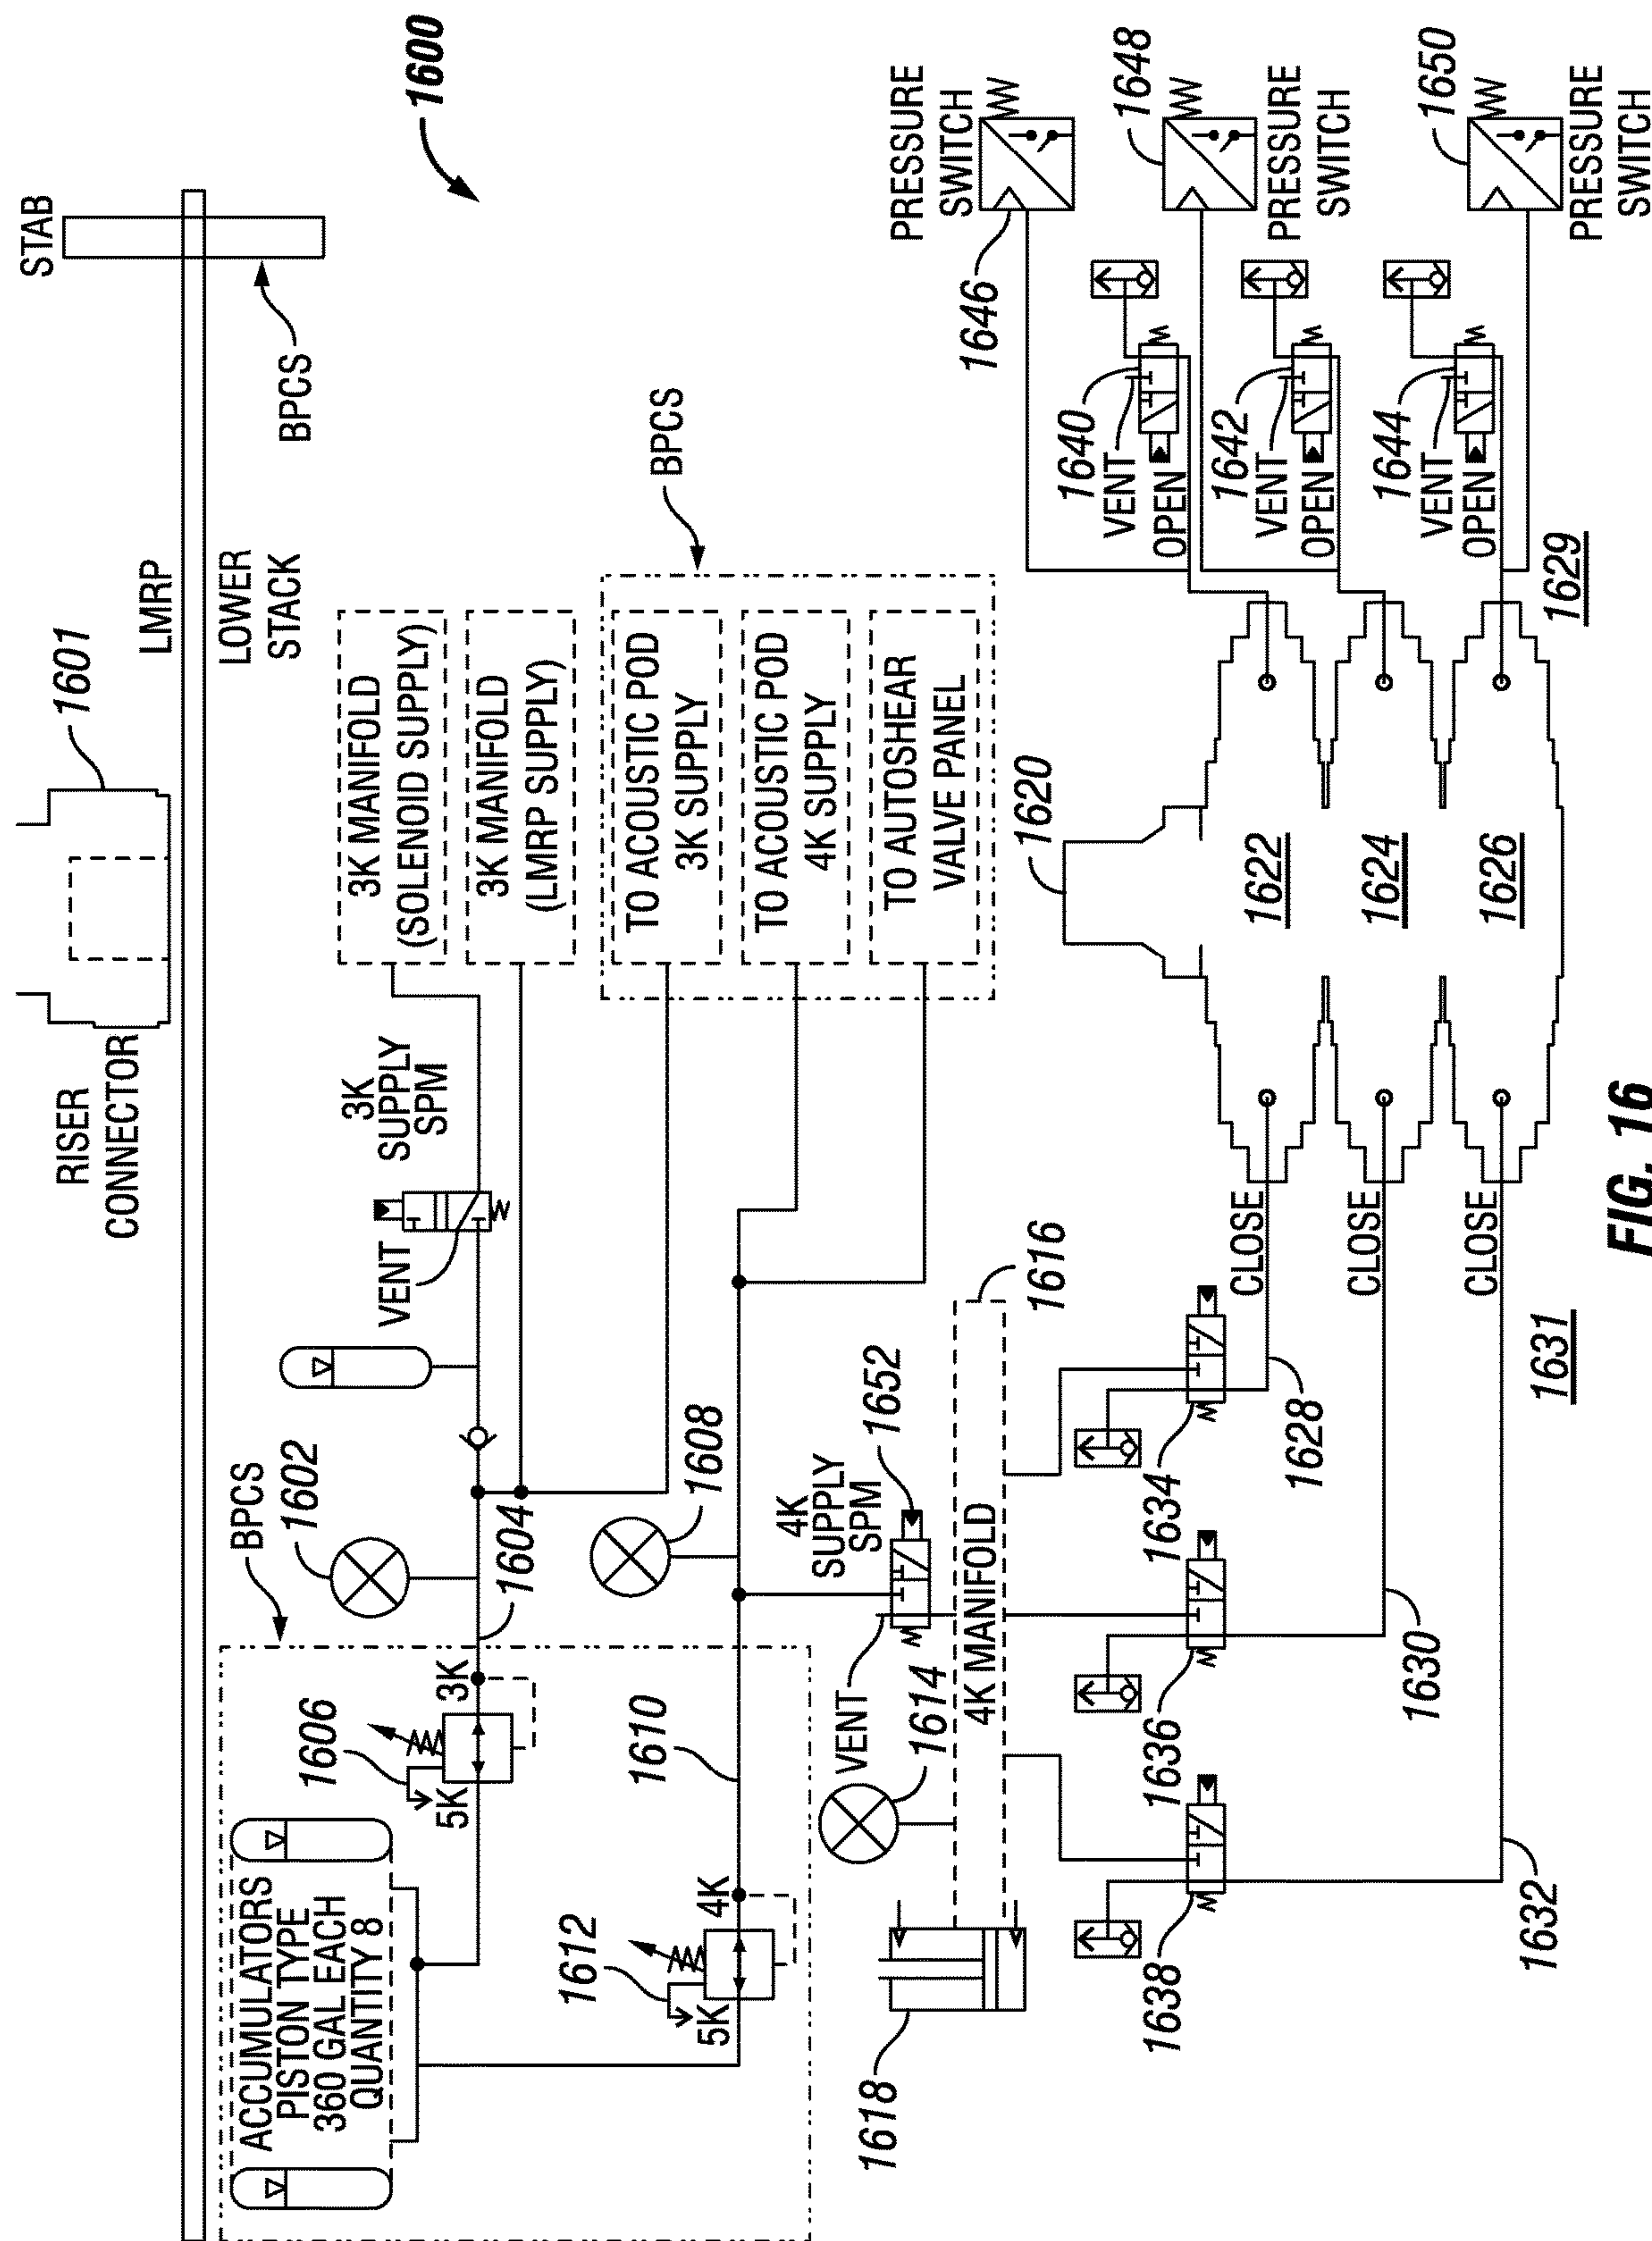 1600
STAB
BPCS
1601
RISER
CONNECTOR
LMRP
LOWER
STACK
3K MANIFOLD
(SOLENOID SUPPLY)
3K MANIFOLD
(LMRP SUPPLY)
BPCS
TO ACOUSTIC POD
3K SUPPLY
TO ACOUSTIC POD
4K SUPPLY
TO AUTOSHEAR
VALVE PANEL
3K
SUPPLY
SPM
VENT
BPCS
1602
1604
1606
5K
3K
ACCUMULATORS
PISTON TYPE
360 GAL EACH
QUANTITY 8
1608
1610
1612
5K
4K
4K
SUPPLY
SPM
1652
VENT
1614
4K MANIFOLD
1616
1618
1620
1622
1624
1626
PRESSURE
SWITCH
1646
1648
PRESSURE
SWITCH
1650
PRESSURE
SWITCH
1640
VENT
OPEN
1642
VENT
OPEN
1644
VENT
OPEN
1629
CLOSE
CLOSE
CLOSE
1634
1628
1636
1630
1638
1632
1631
FIG. 16